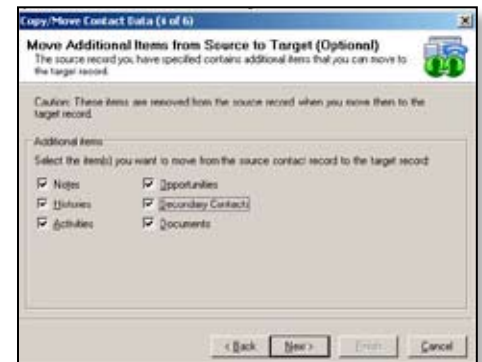 Copy/Move Contact Data (4 of 6)
Move Additional Items from Source to Target (Optional)
The source record you have specified contains additional items that you can move to
the target record.
Caution: These items are removed from the source record when you move them to the
target record.
Additional items
Select the item(s) you want to move from the source contact record to the target record:
Notes
Opportunities
Histories
Secondary Contacts
Activities
Documents
< Back
Next >
Finish
Cancel